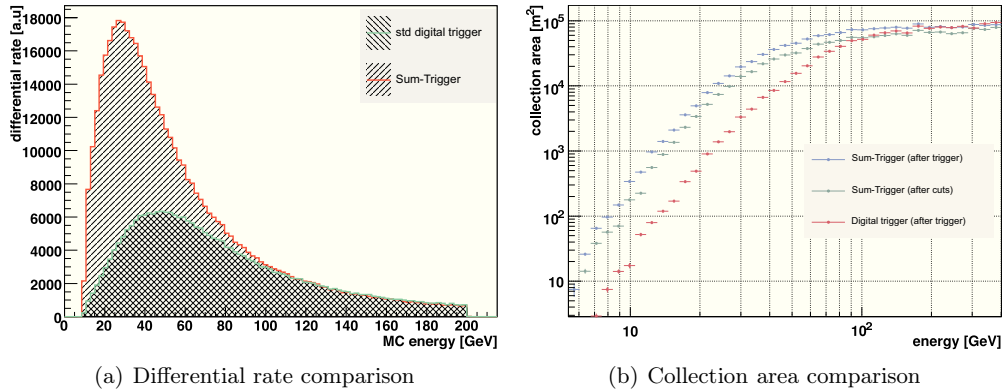 differential rate [a.u]
18000
16000
14000
12000
10000
8000
6000
4000
2000
0
0 20 40 60 80 100 120 140 160 180 200
MC energy [GeV]
std digital trigger
Sum-Trigger
(a) Differential rate comparison
collection area [m²]
10⁵
10⁴
10³
10²
10
10 10²
energy [GeV]
Sum-Trigger (after trigger)
Sum-Trigger (after cuts)
Digital trigger (after trigger)
(b) Collection area comparison